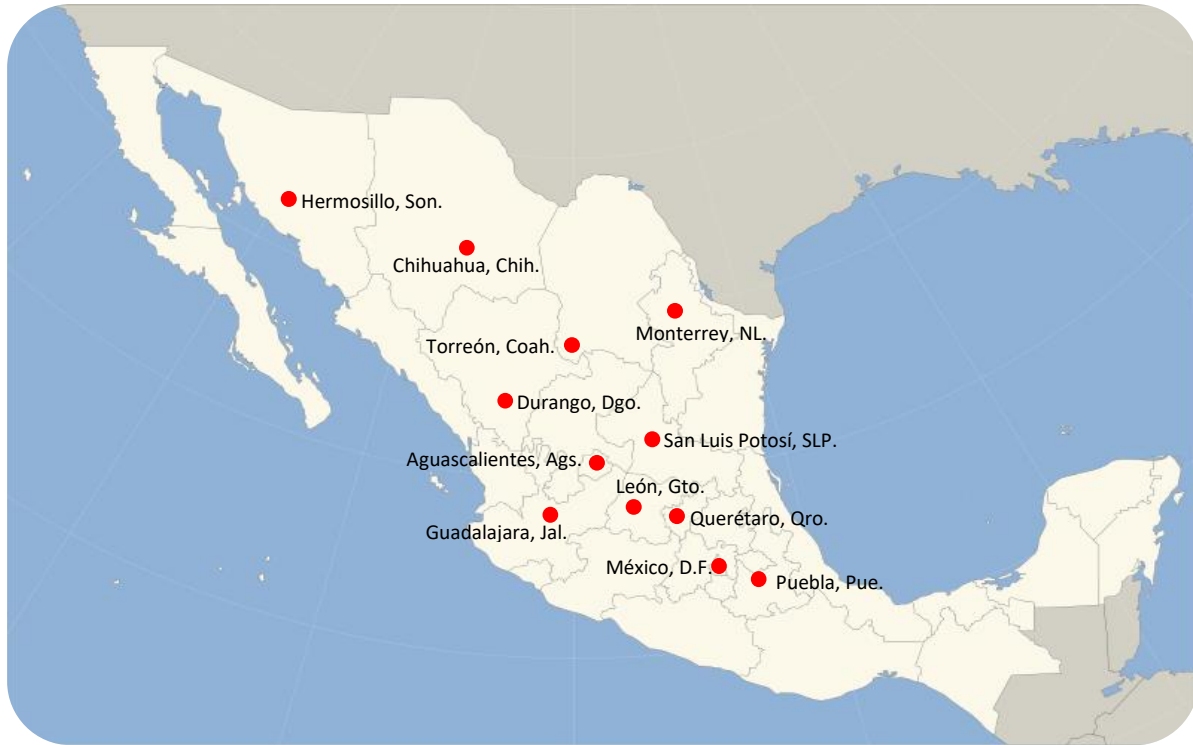 Hermosillo, Son.
Chihuahua, Chih.
Monterrey, NL.
Torreón, Coah.
Durango, Dgo.
San Luis Potosí, SLP.
Aguascalientes, Ags.
León, Gto.
Querétaro, Qro.
Guadalajara, Jal.
México, D.F.
Puebla, Pue.